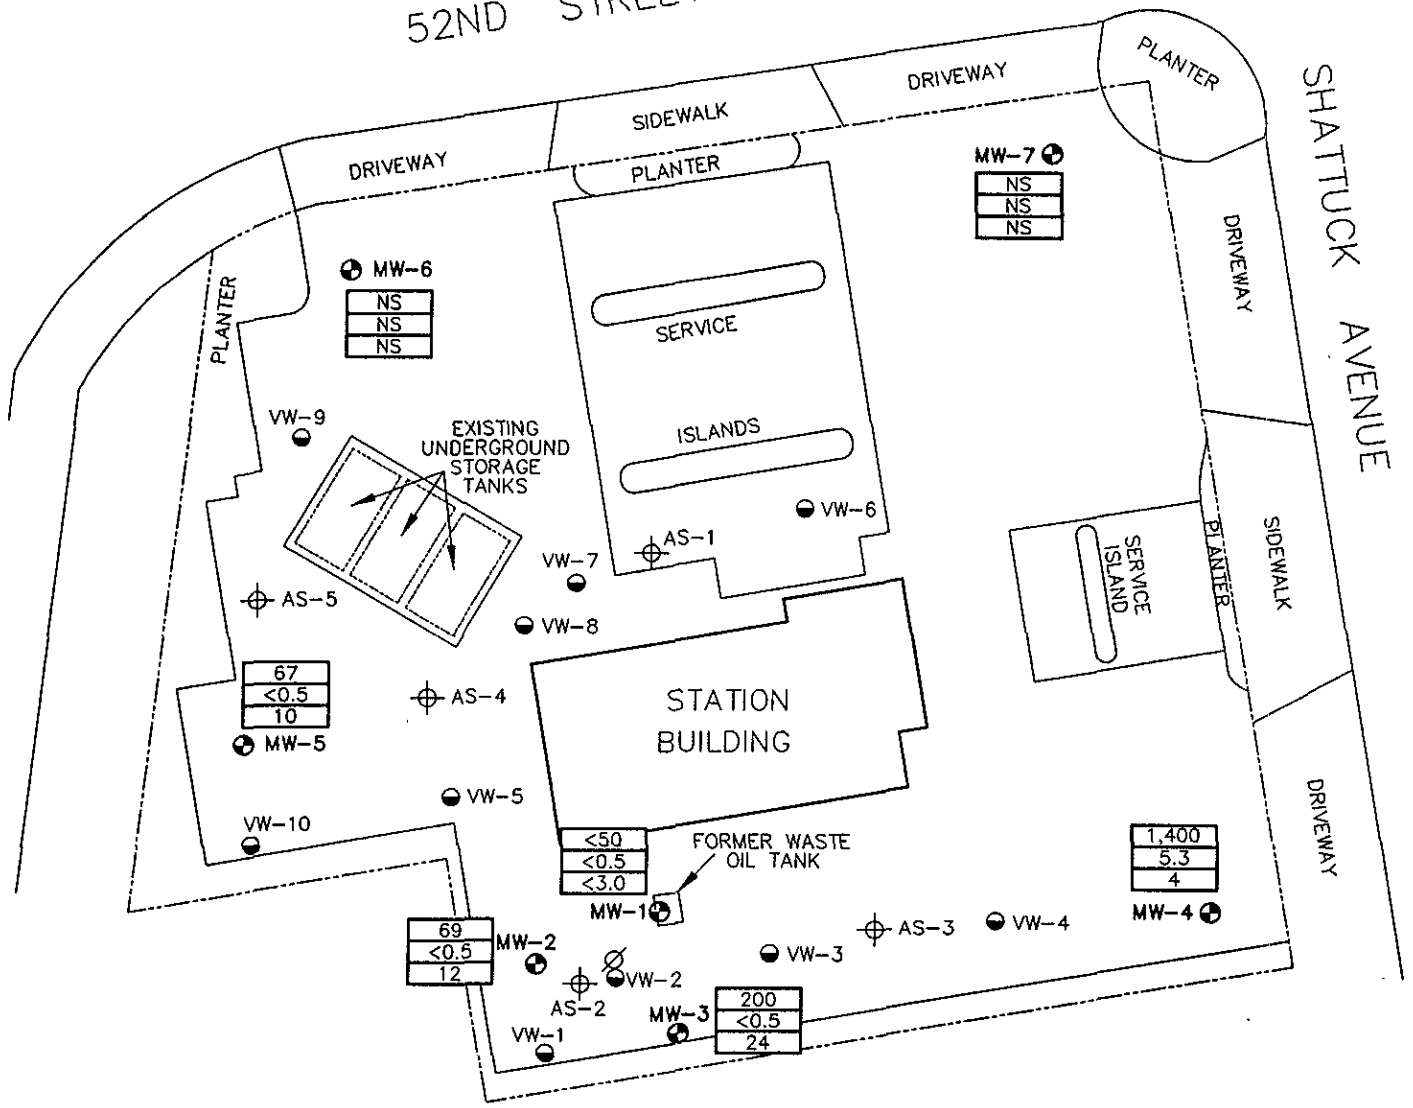 52ND STREET
SHATTUCK AVENUE
PLANTER
DRIVEWAY
SIDEWALK
DRIVEWAY
PLANTER
MW-7
NS
NS
NS
DRIVEWAY
MW-6
NS
NS
NS
PLANTER
SERVICE
ISLANDS
VW-9
EXISTING
UNDERGROUND
STORAGE
TANKS
VW-6
AS-1
VW-7
VW-8
AS-5
SERVICE
ISLAND
PLANTER
SIDEWALK
67
<0.5
10
MW-5
AS-4
STATION
BUILDING
VW-5
VW-10
DRIVEWAY
<50
<0.5
<3.0
MW-1
FORMER WASTE
OIL TANK
1,400
5.3
4
MW-4
69
<0.5
12
MW-2
AS-3
VW-4
VW-3
VW-2
AS-2
VW-1
MW-3
200
<0.5
24